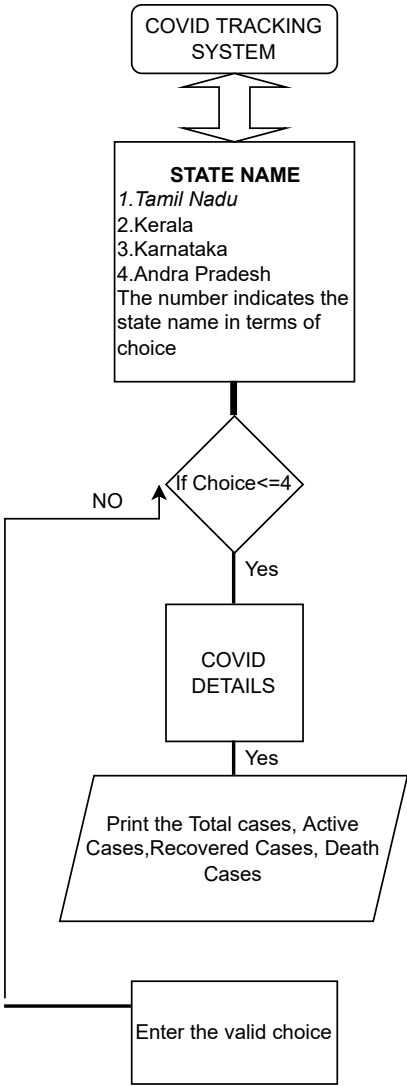 COVID TRACKING
SYSTEM
STATE NAME
1.Tamil Nadu
2.Kerala
3.Karnataka
4.Andra Pradesh
The number indicates the
state name in terms of
choice
If Choice<=4
NO
Yes
COVID
DETAILS
Yes
Print the Total cases, Active
Cases,Recovered Cases, Death
Cases
Enter the valid choice